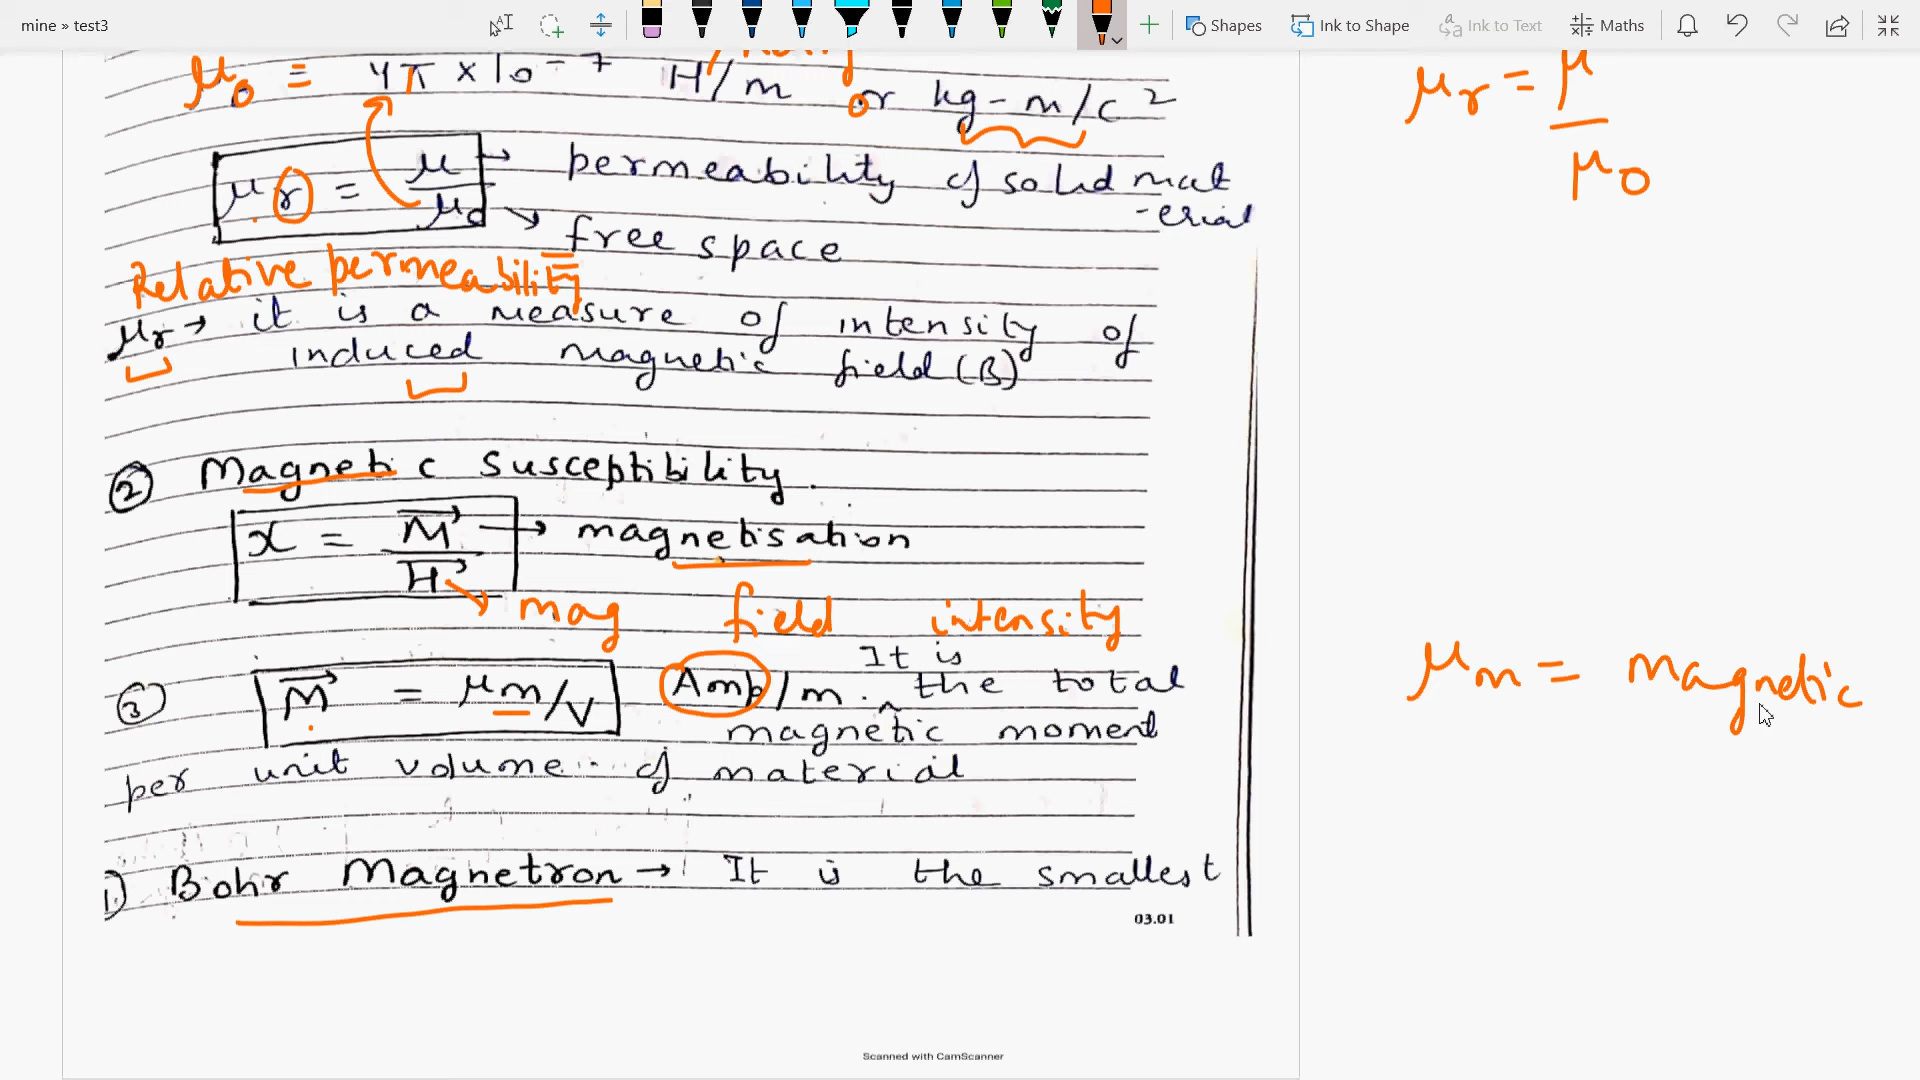 mine » test3
Shapes
Ink to Shape
Ink to Text
Maths
μ₀ = 4π × 10 - 7 H/m or kg - m/c²
μr = μ → permeability of solid mat
-erial
μ₀ → free space
Relative permeability
μr → it is a measure of intensity of
induced magnetic field (B)
② Magnetic Susceptibility.
x = M → magnetisation
H → mag field intensity
It is
③ M = μm/V Amp/m. ^ the total
magnetic moment
per unit volume of material
1) Bohr Magnetron → It is the smallest
03.01
Scanned with CamScanner
μr = μ
μ₀
μm = magnetic